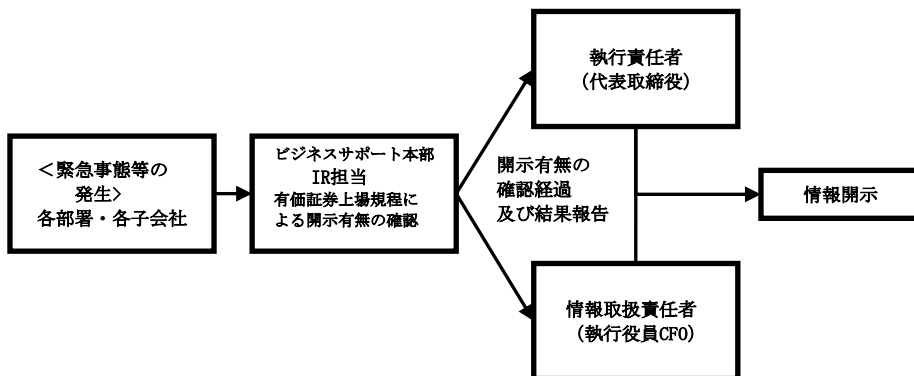 ＜緊急事態等の
発生＞
各部署・各子会社
ビジネスサポート本部
IR担当
有価証券上場規程に
よる開示有無の確認
執行責任者
(代表取締役)
開示有無の
確認経過
及び結果報告
情報取扱責任者
(執行役員CFO)
情報開示